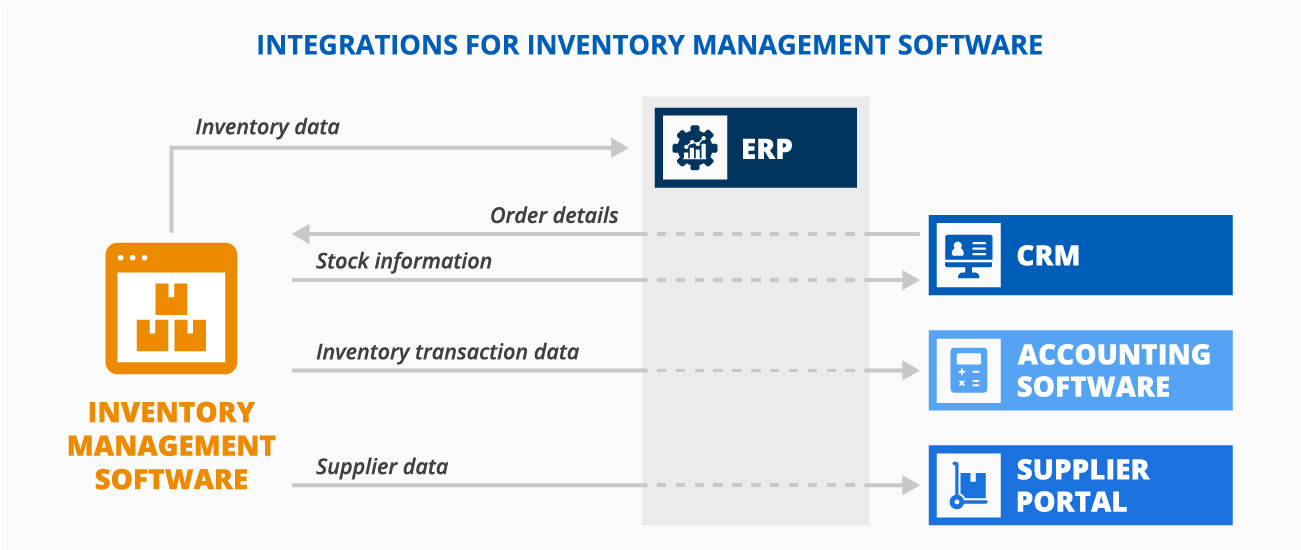 INTEGRATIONS FOR INVENTORY MANAGEMENT SOFTWARE
Inventory data
ERP
Order details
Stock information
CRM
Inventory transaction data
ACCOUNTING
SOFTWARE
INVENTORY
MANAGEMENT
SOFTWARE
Supplier data
SUPPLIER
PORTAL